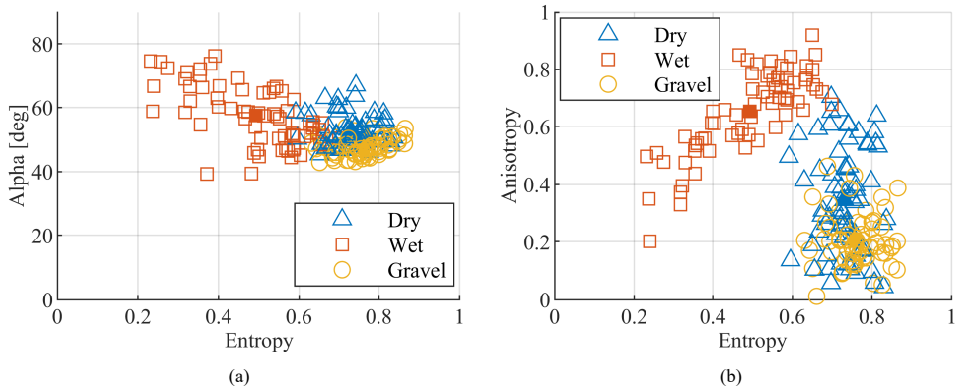 80
60
40
20
0
Alpha [deg]
Dry
Wet
Gravel
0 0.2 0.4 0.6 0.8 1
Entropy
(a)
1
0.8
0.6
0.4
0.2
0
Anisotropy
Dry
Wet
Gravel
0 0.2 0.4 0.6 0.8 1
Entropy
(b)